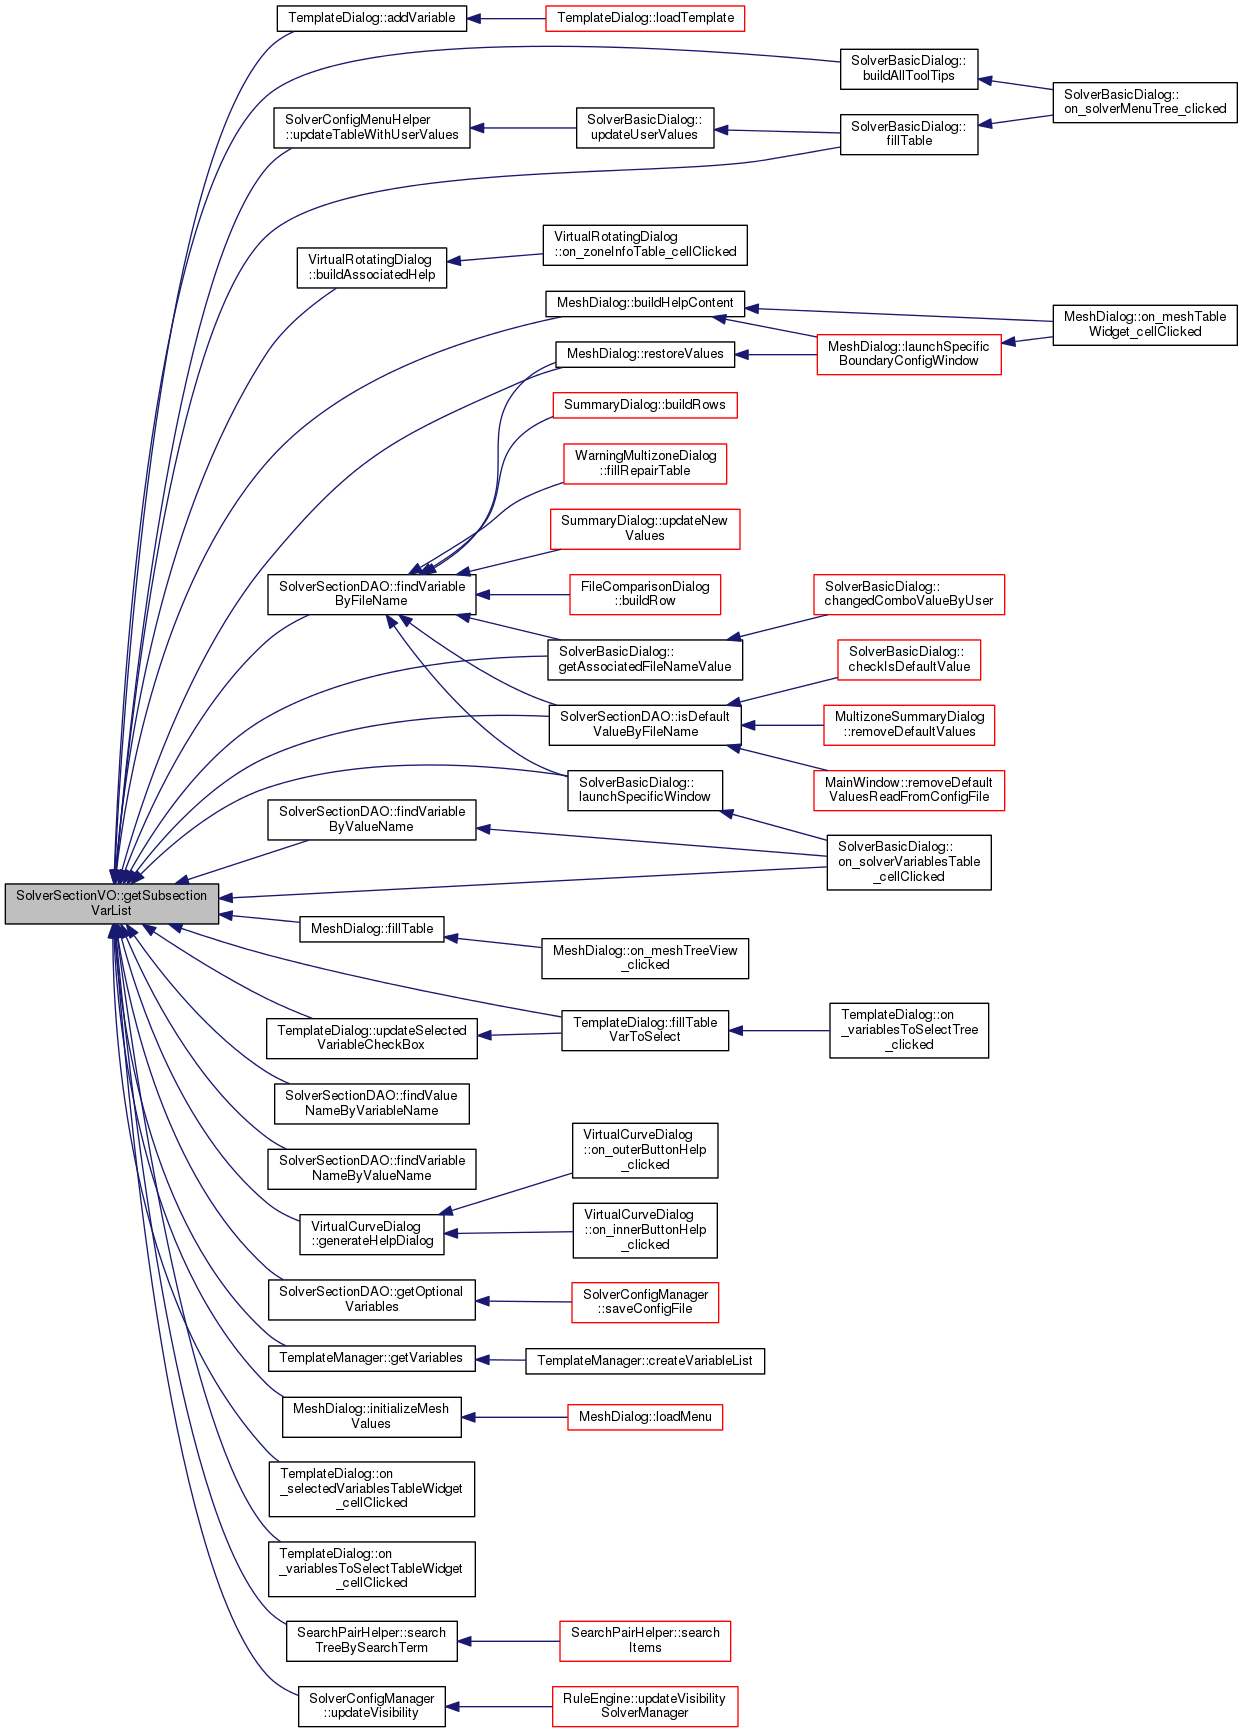 TemplateDialog::addVariable
TemplateDialog::loadTemplate
SolverBasicDialog::
buildAllToolTips
SolverBasicDialog::
on_solverMenuTree_clicked
SolverConfigMenuHelper
::updateTableWithUserValues
SolverBasicDialog::
updateUserValues
SolverBasicDialog::
fillTable
VirtualRotatingDialog
::buildAssociatedHelp
VirtualRotatingDialog
::on_zoneInfoTable_cellClicked
MeshDialog::buildHelpContent
MeshDialog::on_meshTable
Widget_cellClicked
MeshDialog::restoreValues
MeshDialog::launchSpecific
BoundaryConfigWindow
SummaryDialog::buildRows
WarningMultizoneDialog
::fillRepairTable
SummaryDialog::updateNew
Values
SolverSectionDAO::findVariable
ByFileName
FileComparisonDialog
::buildRow
SolverBasicDialog::
changedComboValueByUser
SolverBasicDialog::
getAssociatedFileNameValue
SolverBasicDialog::
checkIsDefaultValue
SolverSectionDAO::isDefault
ValueByFileName
MultizoneSummaryDialog
::removeDefaultValues
SolverBasicDialog::
launchSpecificWindow
MainWindow::removeDefault
ValuesReadFromConfigFile
SolverSectionDAO::findVariable
ByValueName
SolverBasicDialog::
on_solverVariablesTable
_cellClicked
SolverSectionVO::getSubsection
VarList
MeshDialog::fillTable
MeshDialog::on_meshTreeView
_clicked
TemplateDialog::updateSelected
VariableCheckBox
TemplateDialog::fillTable
VarToSelect
TemplateDialog::on
_variablesToSelectTree
_clicked
SolverSectionDAO::findValue
NameByVariableName
SolverSectionDAO::findVariable
NameByValueName
VirtualCurveDialog
::on_outerButtonHelp
_clicked
VirtualCurveDialog
::generateHelpDialog
VirtualCurveDialog
::on_innerButtonHelp
_clicked
SolverSectionDAO::getOptional
Variables
SolverConfigManager
::saveConfigFile
TemplateManager::getVariables
TemplateManager::createVariableList
MeshDialog::initializeMesh
Values
MeshDialog::loadMenu
TemplateDialog::on
_selectedVariablesTableWidget
_cellClicked
TemplateDialog::on
_variablesToSelectTableWidget
_cellClicked
SearchPairHelper::search
TreeBySearchTerm
SearchPairHelper::search
Items
SolverConfigManager
::updateVisibility
RuleEngine::updateVisibility
SolverManager